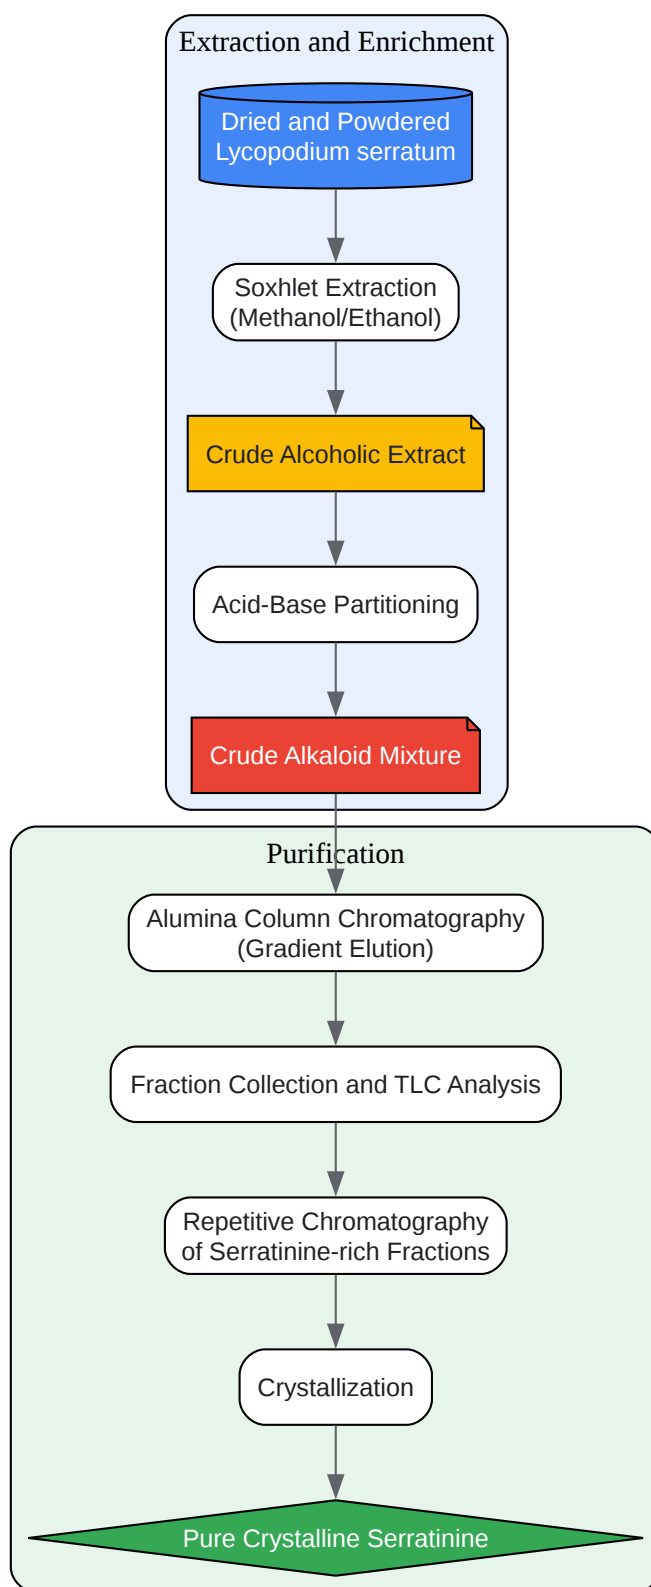 Extraction and Enrichment
Dried and Powdered
Lycopodium serratum
Soxhlet Extraction
(Methanol/Ethanol)
Crude Alcoholic Extract
Acid-Base Partitioning
Crude Alkaloid Mixture
Purification
Alumina Column Chromatography
(Gradient Elution)
Fraction Collection and TLC Analysis
Repetitive Chromatography
of Serratinine-rich Fractions
Crystallization
Pure Crystalline Serratinine